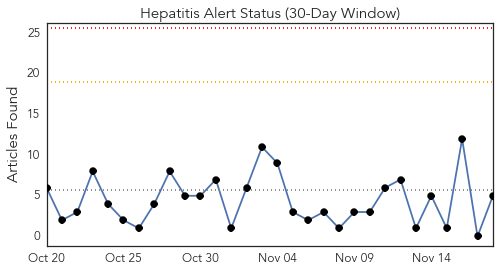 Hepatitis Alert Status (30-Day Window)
Articles Found
25
20
15
10
5
0
Oct 20 Oct 25 Oct 30 Nov 04 Nov 09 Nov 14